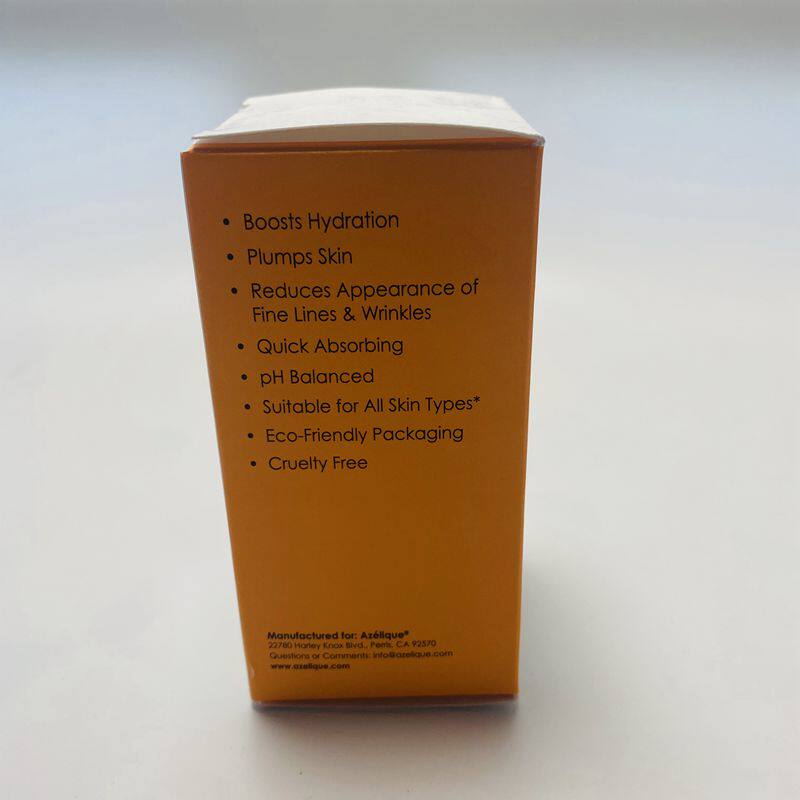 • Boosts Hydration
• Plumps Skin
• Reduces Appearance of
Fine Lines & Wrinkles
• Quick Absorbing
• pH Balanced
• Suitable for All Skin Types*
• Eco-Friendly Packaging
• Cruelty Free
Manufactured for: Azélique®
22780 Harley Knox Blvd., Perris, CA 92570
Questions or Comments: info@azelique.com
www.azelique.com